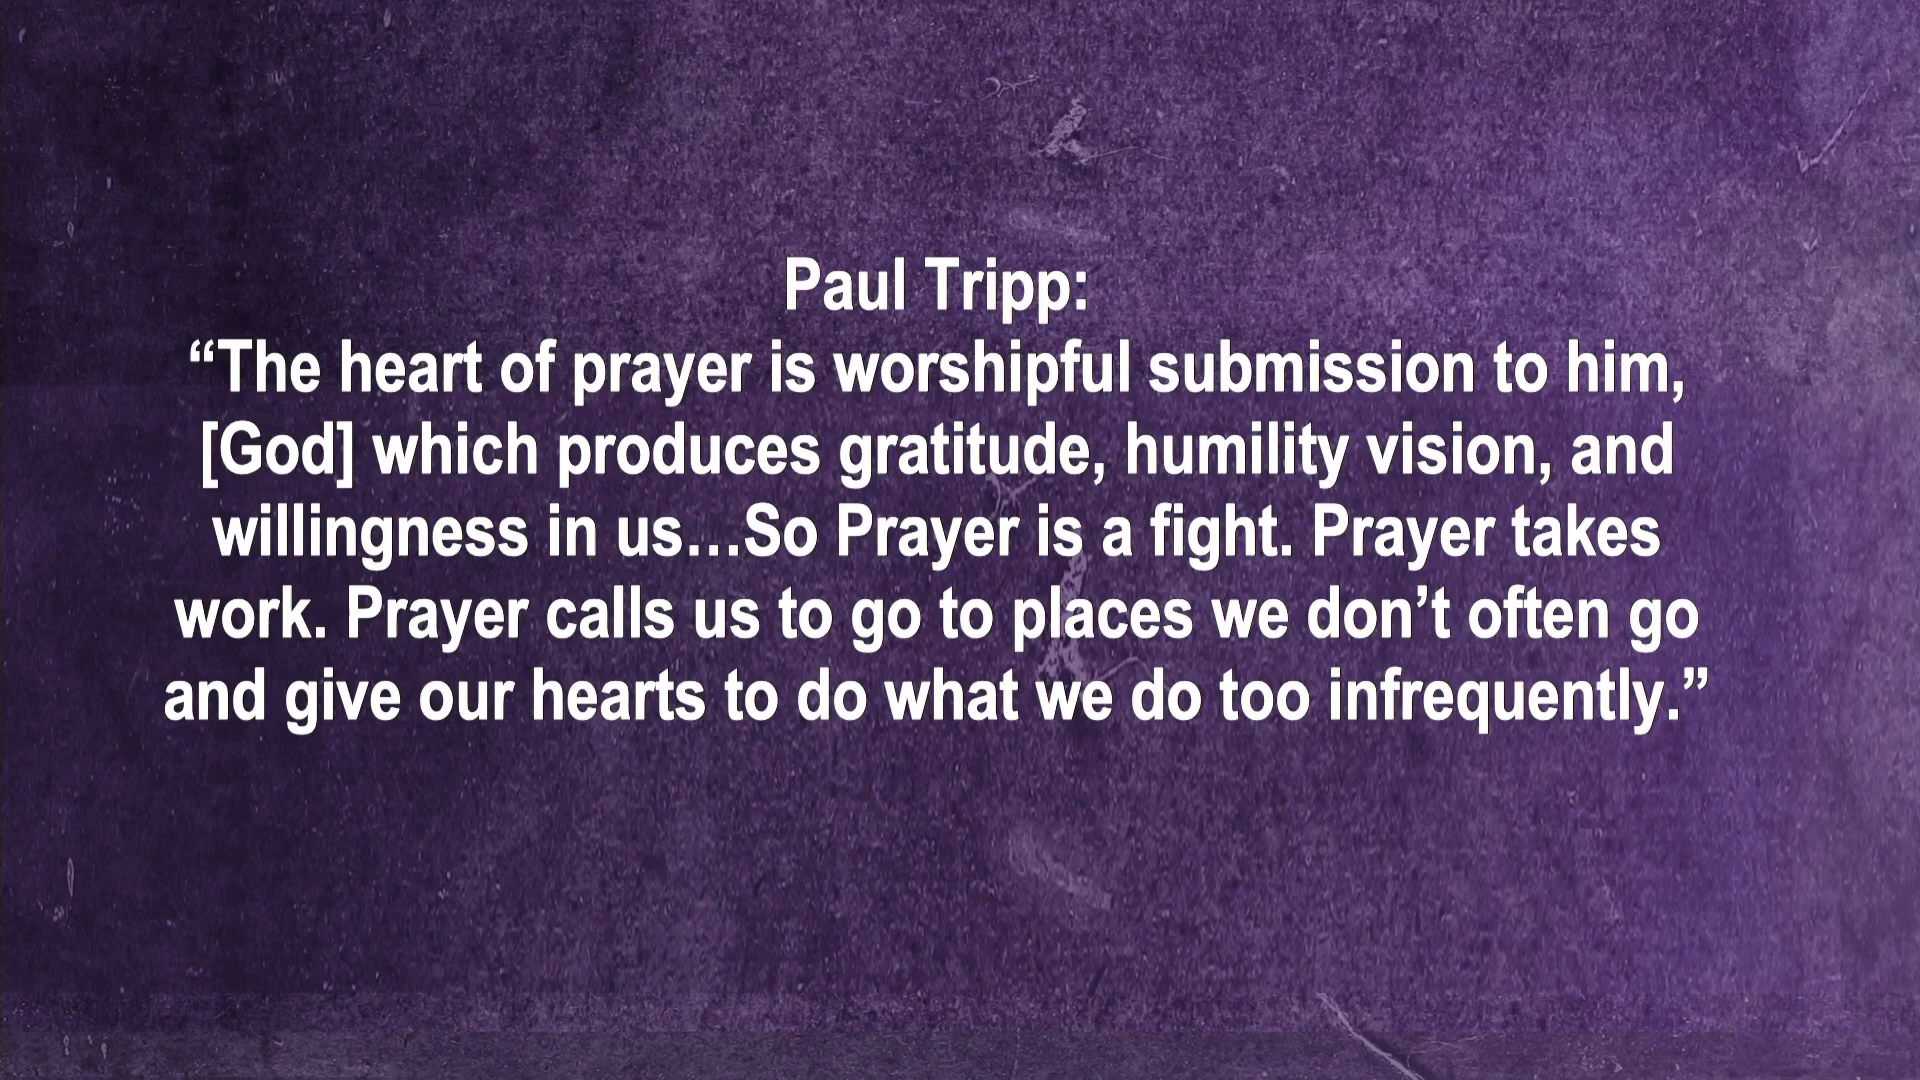 Paul Tripp:
“The heart of prayer is worshipful submission to him,
[God] which produces gratitude, humility vision, and
willingness in us…So Prayer is a fight. Prayer takes
work. Prayer calls us to go to places we don’t often go
and give our hearts to do what we do too infrequently.”